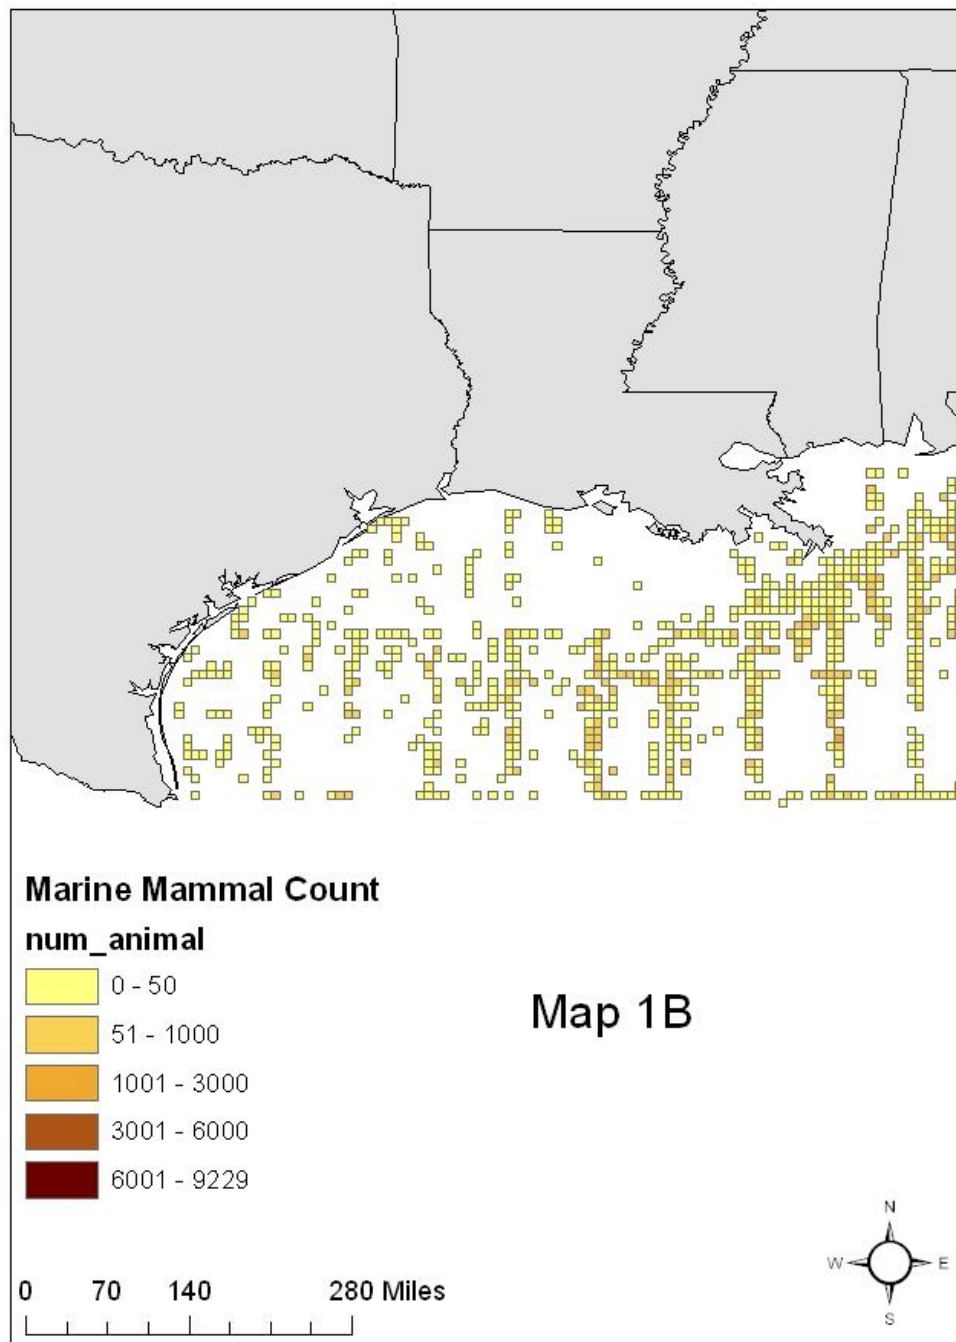 Marine Mammal Count
num_animal
0 - 50
51 - 1000
1001 - 3000
3001 - 6000
6001 - 9229
Map 1B
N
W E
S
0 70 140 280 Miles